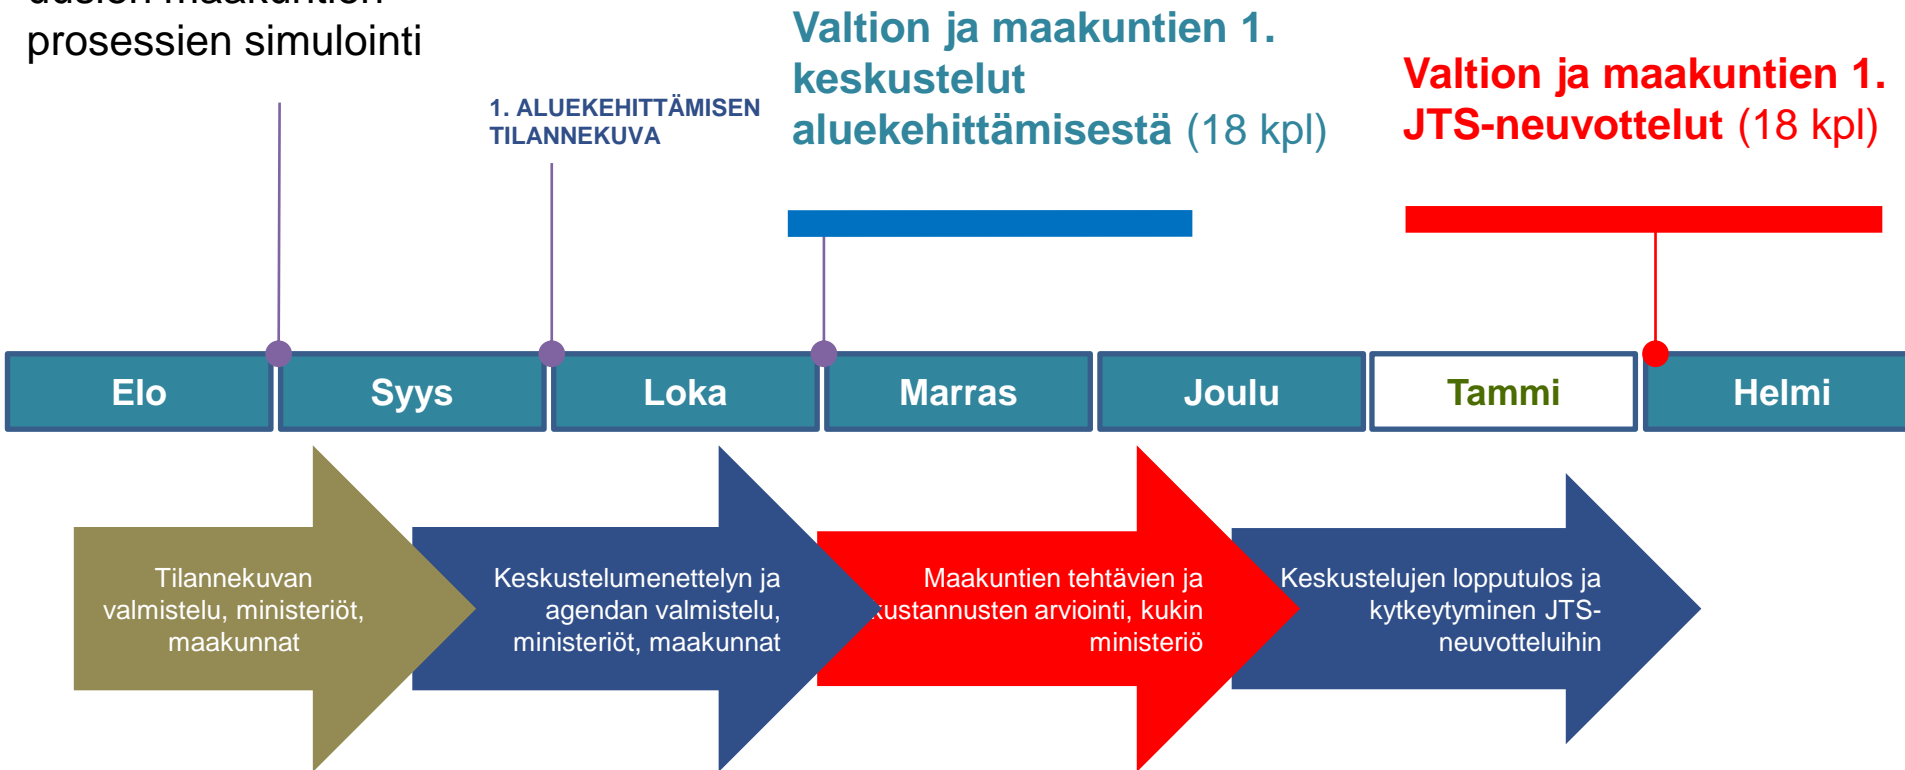 uusien maakuntien
prosessien simulointi
1. ALUEKEHITTÄMISEN
TILANNEKUVA
Valtion ja maakuntien 1.
keskustelut
aluekehittämisestä (18 kpl)
Valtion ja maakuntien 1.
JTS-neuvottelut (18 kpl)
Elo
Syys
Loka
Marras
Joulu
Tammi
Helmi
Tilannekuvan
valmistelu, ministeriöt,
maakunnat
Keskustelumenettelyn ja
agendan valmistelu,
ministeriöt, maakunnat
Maakuntien tehtävien ja
kustannusten arviointi, kukin
ministeriö
Keskustelujen lopputulos ja
kytkeytyminen JTS-
neuvotteluihin